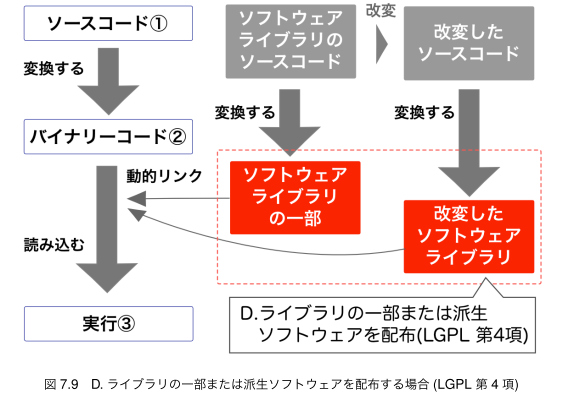 ソースコード①
ソフトウェア
ライブラリの
ソースコード
改変
改変した
ソースコード
変換する
変換する
変換する
バイナリーコード②
動的リンク
ソフトウェア
ライブラリ
の一部
改変した
ソフトウェア
ライブラリ
読み込む
実行③
D.ライブラリの一部または派生
ソフトウェアを配布(LGPL 第4項)
図 7.9 D. ライブラリの一部または派生ソフトウェアを配布する場合 (LGPL 第 4 項)